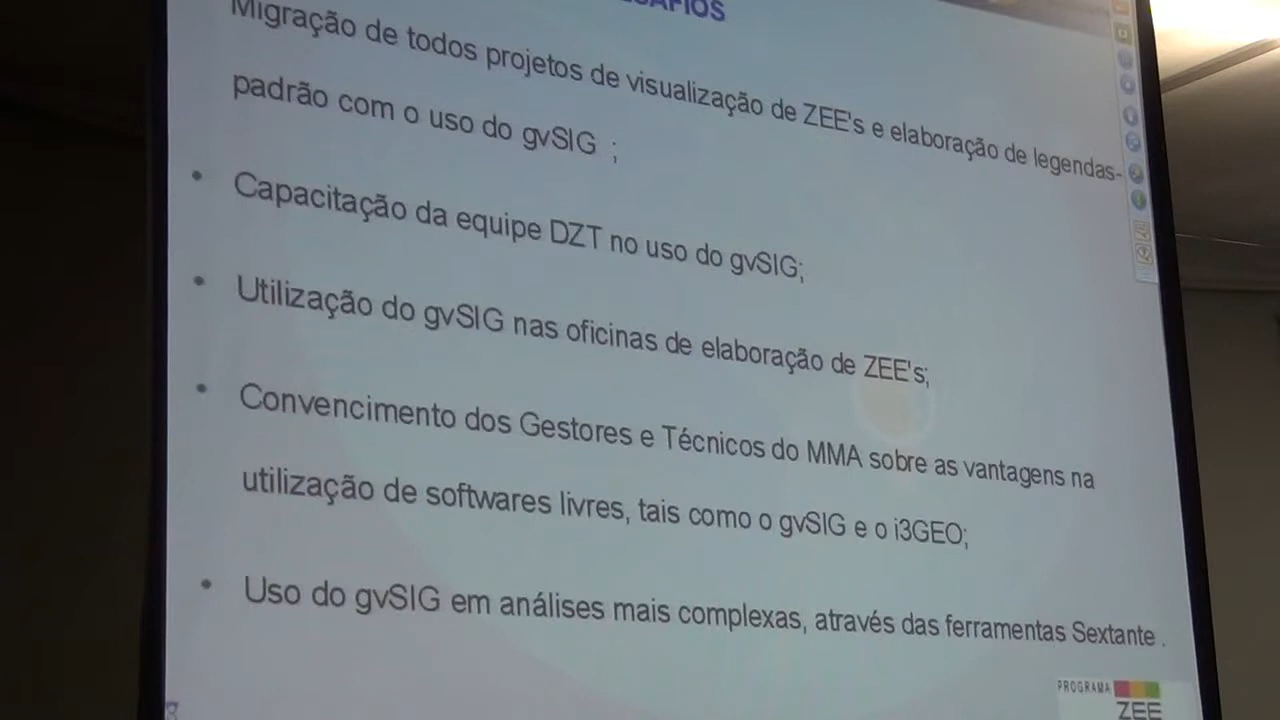 Migração de todos projetos de visualização de ZEE's e elaboração de legendas-
padrão com o uso do gvSIG ;
• Capacitação da equipe DZT no uso do gvSIG;
• Utilização do gvSIG nas oficinas de elaboração de ZEE's;
• Convencimento dos Gestores e Técnicos do MMA sobre as vantagens na
utilização de softwares livres, tais como o gvSIG e o i3GEO;
• Uso do gvSIG em análises mais complexas, através das ferramentas Sextante .
PROGRAMA
ZEE